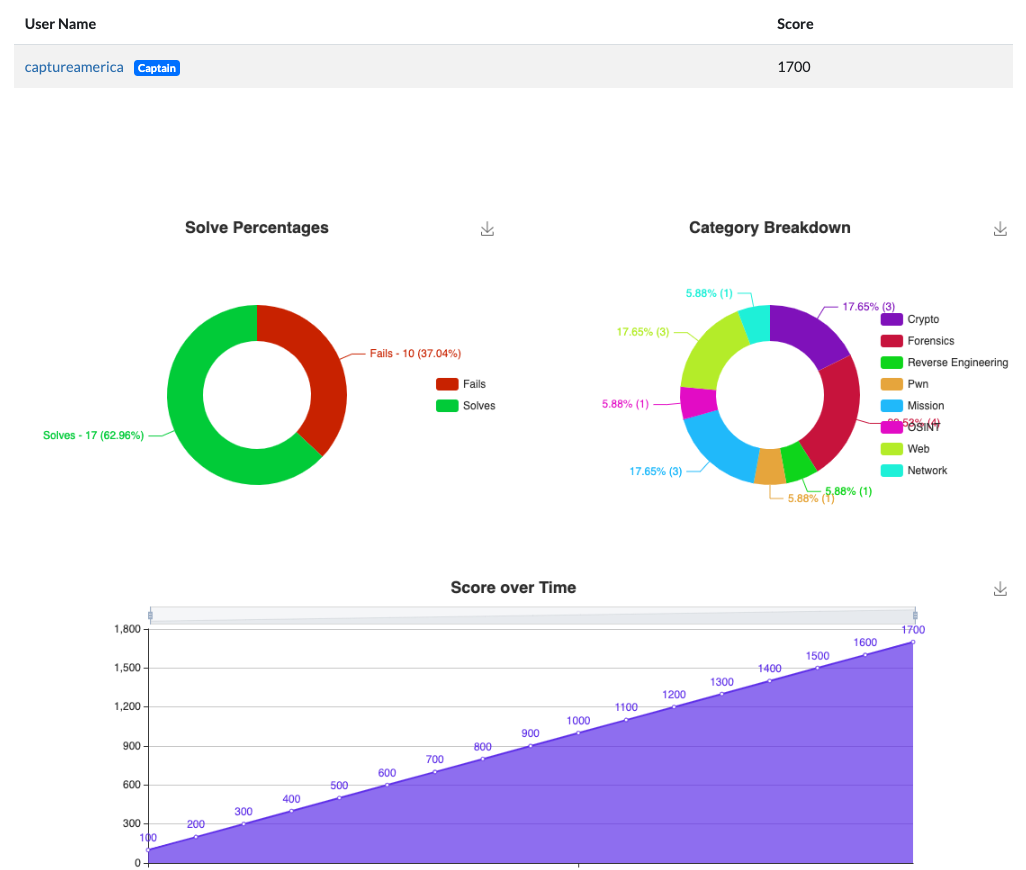 User Name Score
captureamerica Captain 1700
Solve Percentages
Fails - 10 (37.04%)
Solves - 17 (62.96%)
Fails
Solves
Category Breakdown
5.88% (1)
17.65% (3)
17.65% (3)
5.88% (1)
17.65% (3)
5.88% (1)
5.88% (1)
Crypto
Forensics
Reverse Engineering
Pwn
Mission
OSINT
Web
Network
Score over Time
1,800
1,500
1,200
900
600
300
0
100
200
300
400
500
600
700
800
900
1000
1100
1200
1300
1400
1500
1600
1700